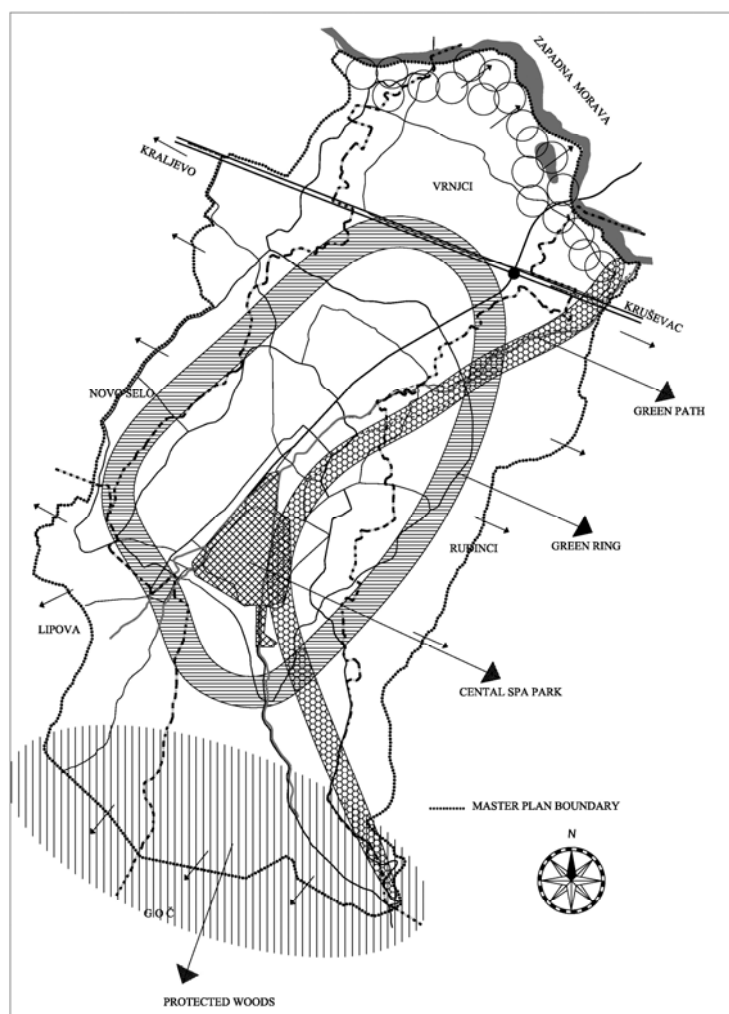 ZAPADNA MORAVA
KRALJEVO
VRNJCI
KRUŠEVAC
NOVO SELO
GREEN PATH
GREEN RING
RUDINCI
LIPOVA
CENTAL SPA PARK
MASTER PLAN BOUNDARY
N
GOČ
PROTECTED WOODS